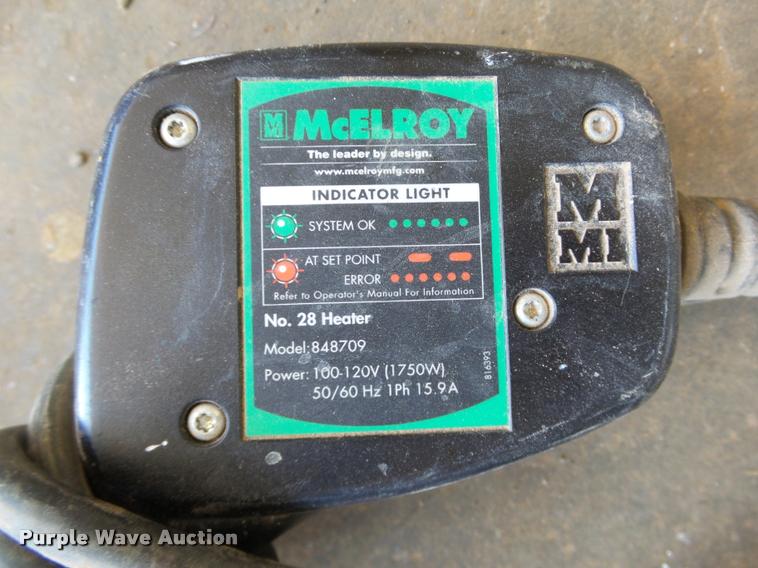 M
MI McELROY
The leader by design.
www.mcelroymfg.com
INDICATOR LIGHT
SYSTEM OK
AT SET POINT
ERROR
Refer to Operator's Manual For Information
No. 28 Heater
Model:848709
Power: 100-120V (1750W)
50/60 Hz 1Ph 15.9A
816393
M
MI
Purple Wave Auction